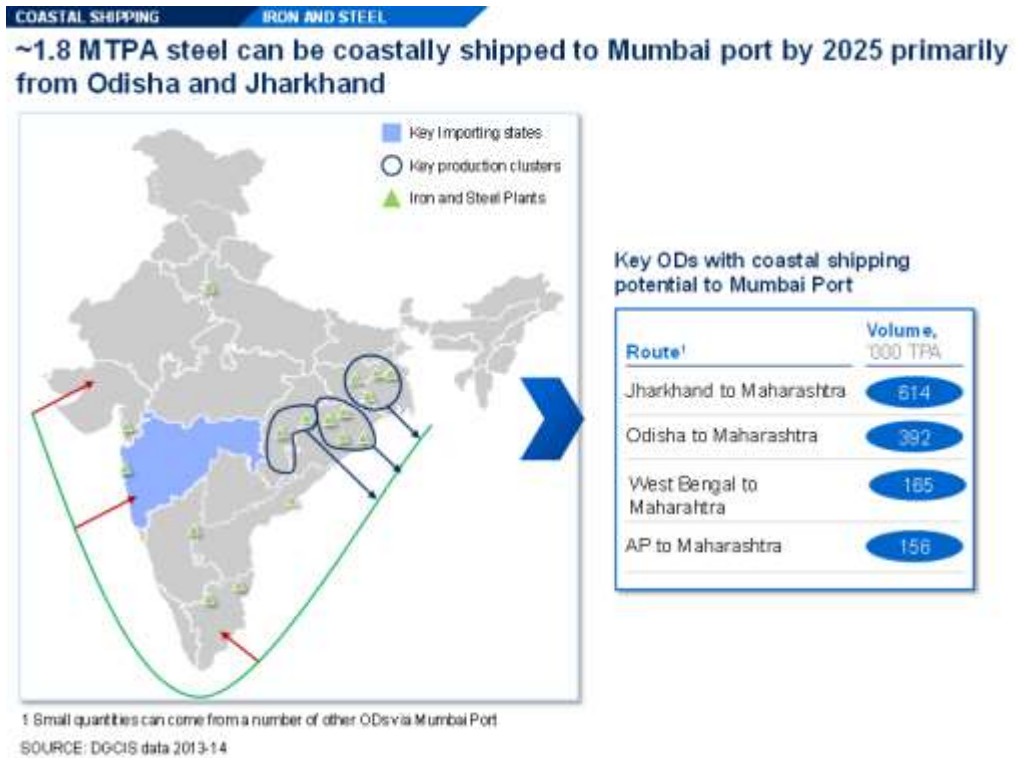 COASTAL SHIPPING
IRON AND STEEL
~1.8 MTPA steel can be coastally shipped to Mumbai port by 2025 primarily
from Odisha and Jharkhand
Key Importing states
Key production clusters
Iron and Steel Plants
Key ODs with coastal shipping
potential to Mumbai Port
Route¹
Volume,
'000 TPA
Jharkhand to Maharashtra
614
Odisha to Maharashtra
392
West Bengal to
Maharahtra
165
AP to Maharashtra
156
1 Small quantities can come from a number of other ODs via Mumbai Port
SOURCE: DGCIS data 2013-14